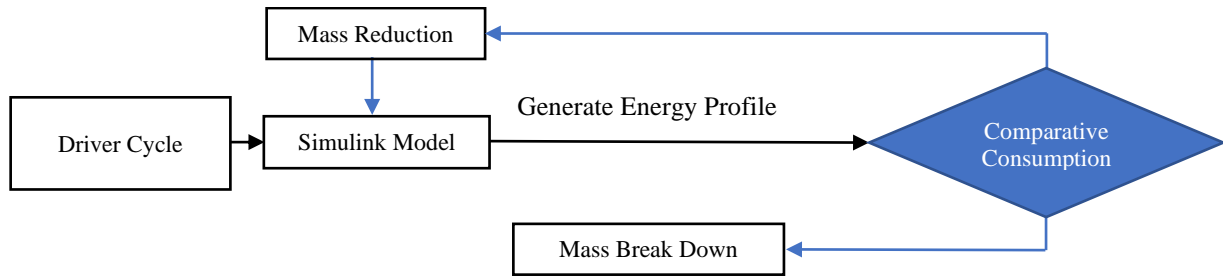 Mass Reduction
Generate Energy Profile
Driver Cycle
Simulink Model
Comparative
Consumption
Mass Break Down